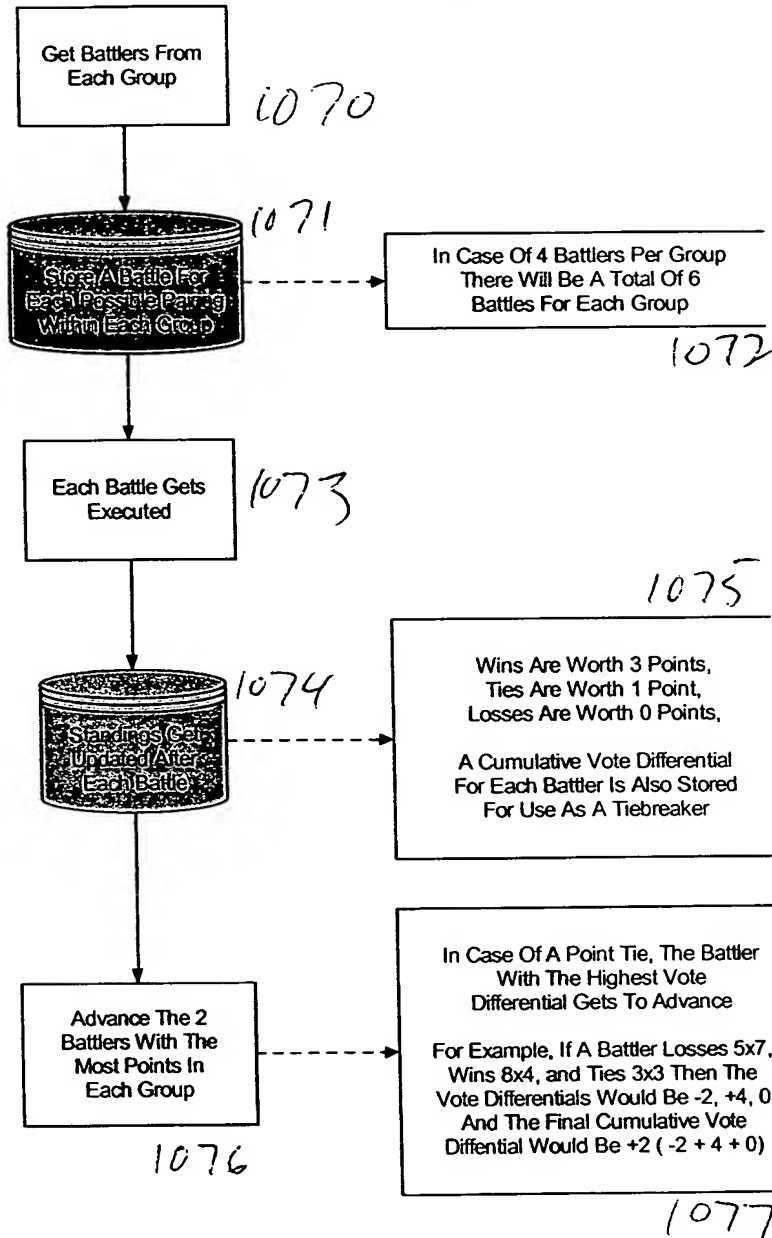 Get Battlers From
Each Group
1070
1071
Store A Battle For
Each Possible Pairing
Within Each Group
In Case Of 4 Battlers Per Group
There Will Be A Total Of 6
Battles For Each Group
1072
Each Battle Gets
Executed
1073
1075
1074
Standings Get
Updated After
Each Battle
Wins Are Worth 3 Points,
Ties Are Worth 1 Point,
Losses Are Worth 0 Points,
A Cumulative Vote Differential
For Each Battler Is Also Stored
For Use As A Tiebreaker
Advance The 2
Battlers With The
Most Points In
Each Group
1076
In Case Of A Point Tie, The Battler
With The Highest Vote
Differential Gets To Advance
For Example, If A Battler Losses 5x7,
Wins 8x4, and Ties 3x3 Then The
Vote Differentials Would Be -2, +4, 0
And The Final Cumulative Vote
Diffential Would Be +2 ( -2 + 4 + 0)
1077